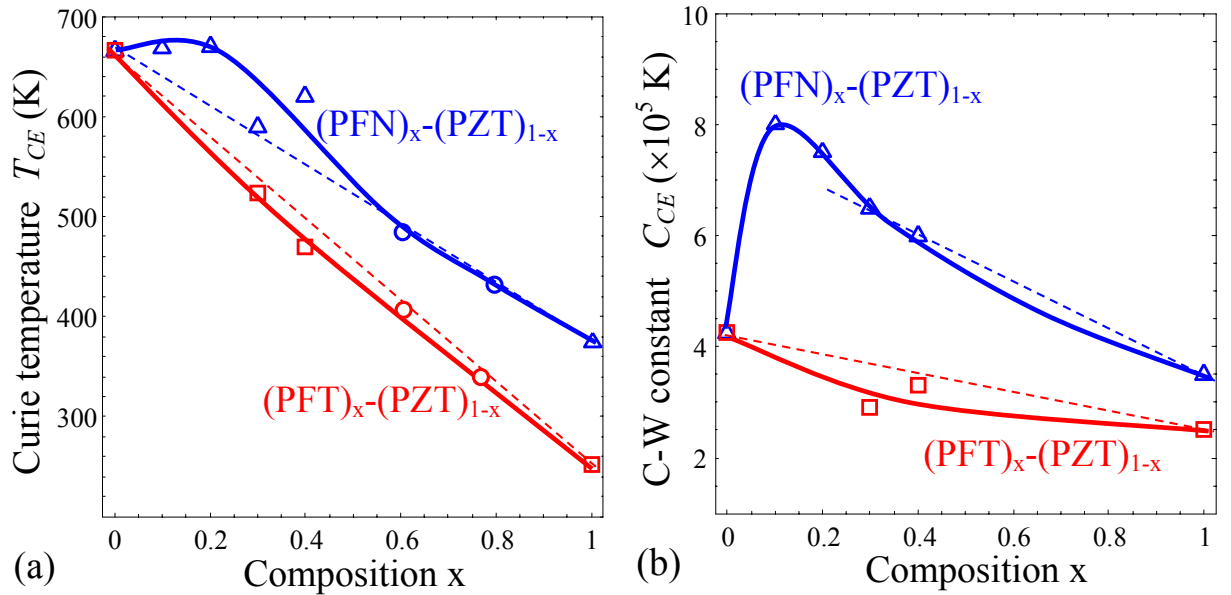 700
600
500
400
300
Curie temperature T_CE (K)
(PFN)x-(PZT)1-x
(PFT)x-(PZT)1-x
0
0.2
0.4
0.6
0.8
1
Composition x
(a)
10
8
6
4
2
C-W constant C_CE (×10^5 K)
(PFN)x-(PZT)1-x
(PFT)x-(PZT)1-x
0
0.2
0.4
0.6
0.8
1
Composition x
(b)